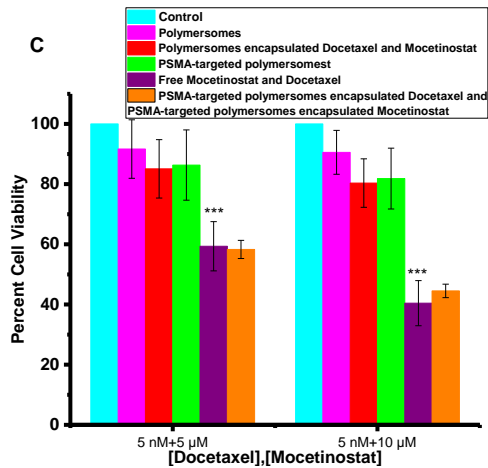 C
Control
Polymersomes
Polymersomes encapsulated Docetaxel and Mocetinostat
PSMA-targeted polymersomest
Free Mocetinostat and Docetaxel
PSMA-targeted polymersomes encapsulated Docetaxel and
PSMA-targeted polymersomes encapsulated Mocetinostat
Percent Cell Viability
100
80
60
40
20
0
***
***
5 nM+5 µM
5 nM+10 µM
[Docetaxel],[Mocetinostat]